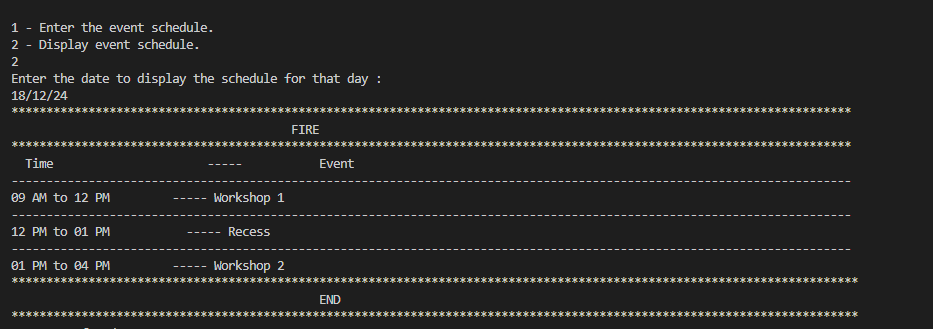 1 - Enter the event schedule.
2 - Display event schedule.
2
Enter the date to display the schedule for that day :
18/12/24
************************************************************************************************************************
FIRE
************************************************************************************************************************
Time ----- Event
------------------------------------------------------------------------------------------------------------------------
09 AM to 12 PM ----- Workshop 1
------------------------------------------------------------------------------------------------------------------------
12 PM to 01 PM ----- Recess
------------------------------------------------------------------------------------------------------------------------
01 PM to 04 PM ----- Workshop 2
*************************************************************************************************************************
END
*************************************************************************************************************************